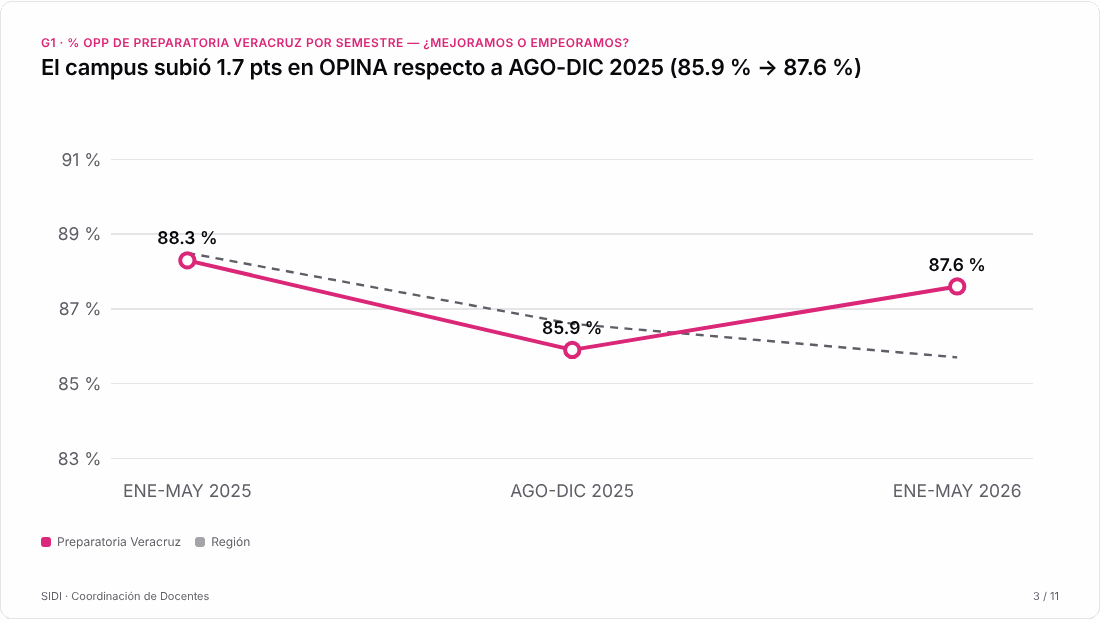 G1 · % OPP DE PREPARATORIA VERACRUZ POR SEMESTRE — ¿MEJORAMOS O EMPEORAMOS?
El campus subió 1.7 pts en OPINA respecto a AGO-DIC 2025 (85.9 % → 87.6 %)
91 %
89 %
88.3 %
87.6 %
87 %
85.9 %
85 %
83 %
ENE-MAY 2025 AGO-DIC 2025 ENE-MAY 2026
Preparatoria Veracruz Región
SIDI · Coordinación de Docentes 3 / 11